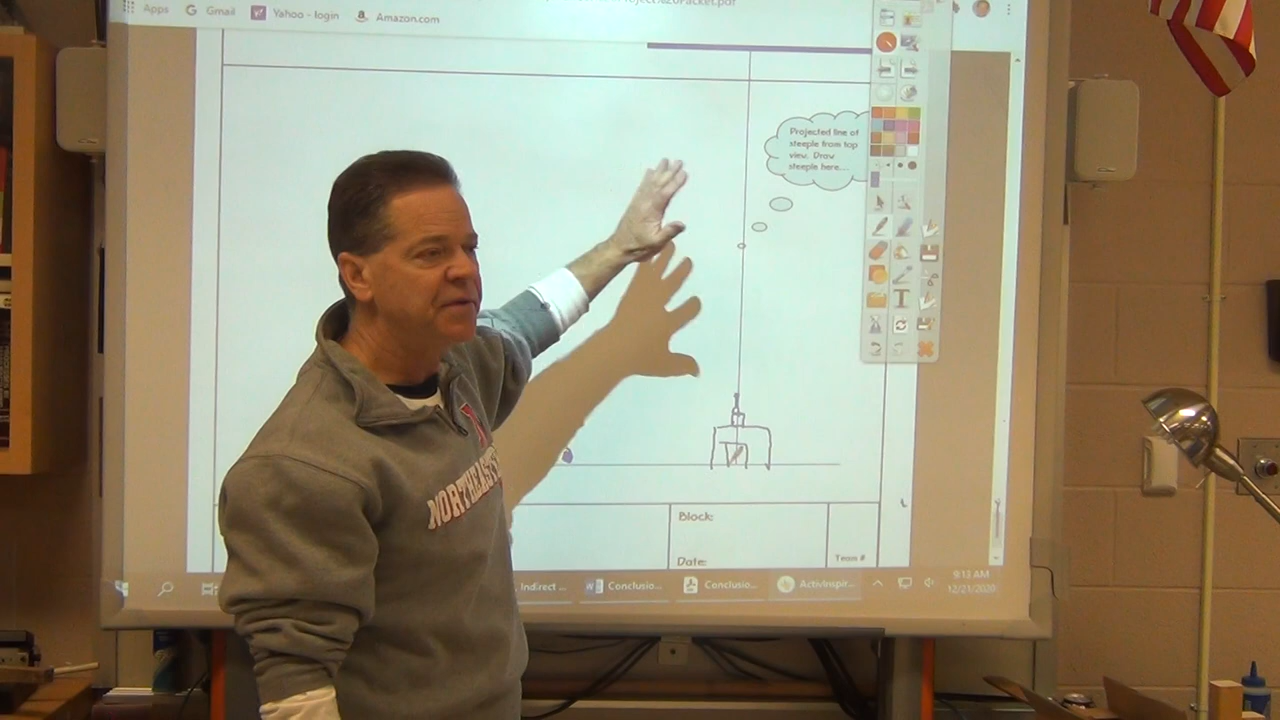 Apps
Gmail
Yahoo - login
Amazon.com
Projected line of
steeple from top
view. Draw
steeple here...
NORTHEAST
Block:
Date:
Team #
Indirect ...
Conclusio...
Conclusio...
ActivInspir...
9:13 AM
12/21/2020